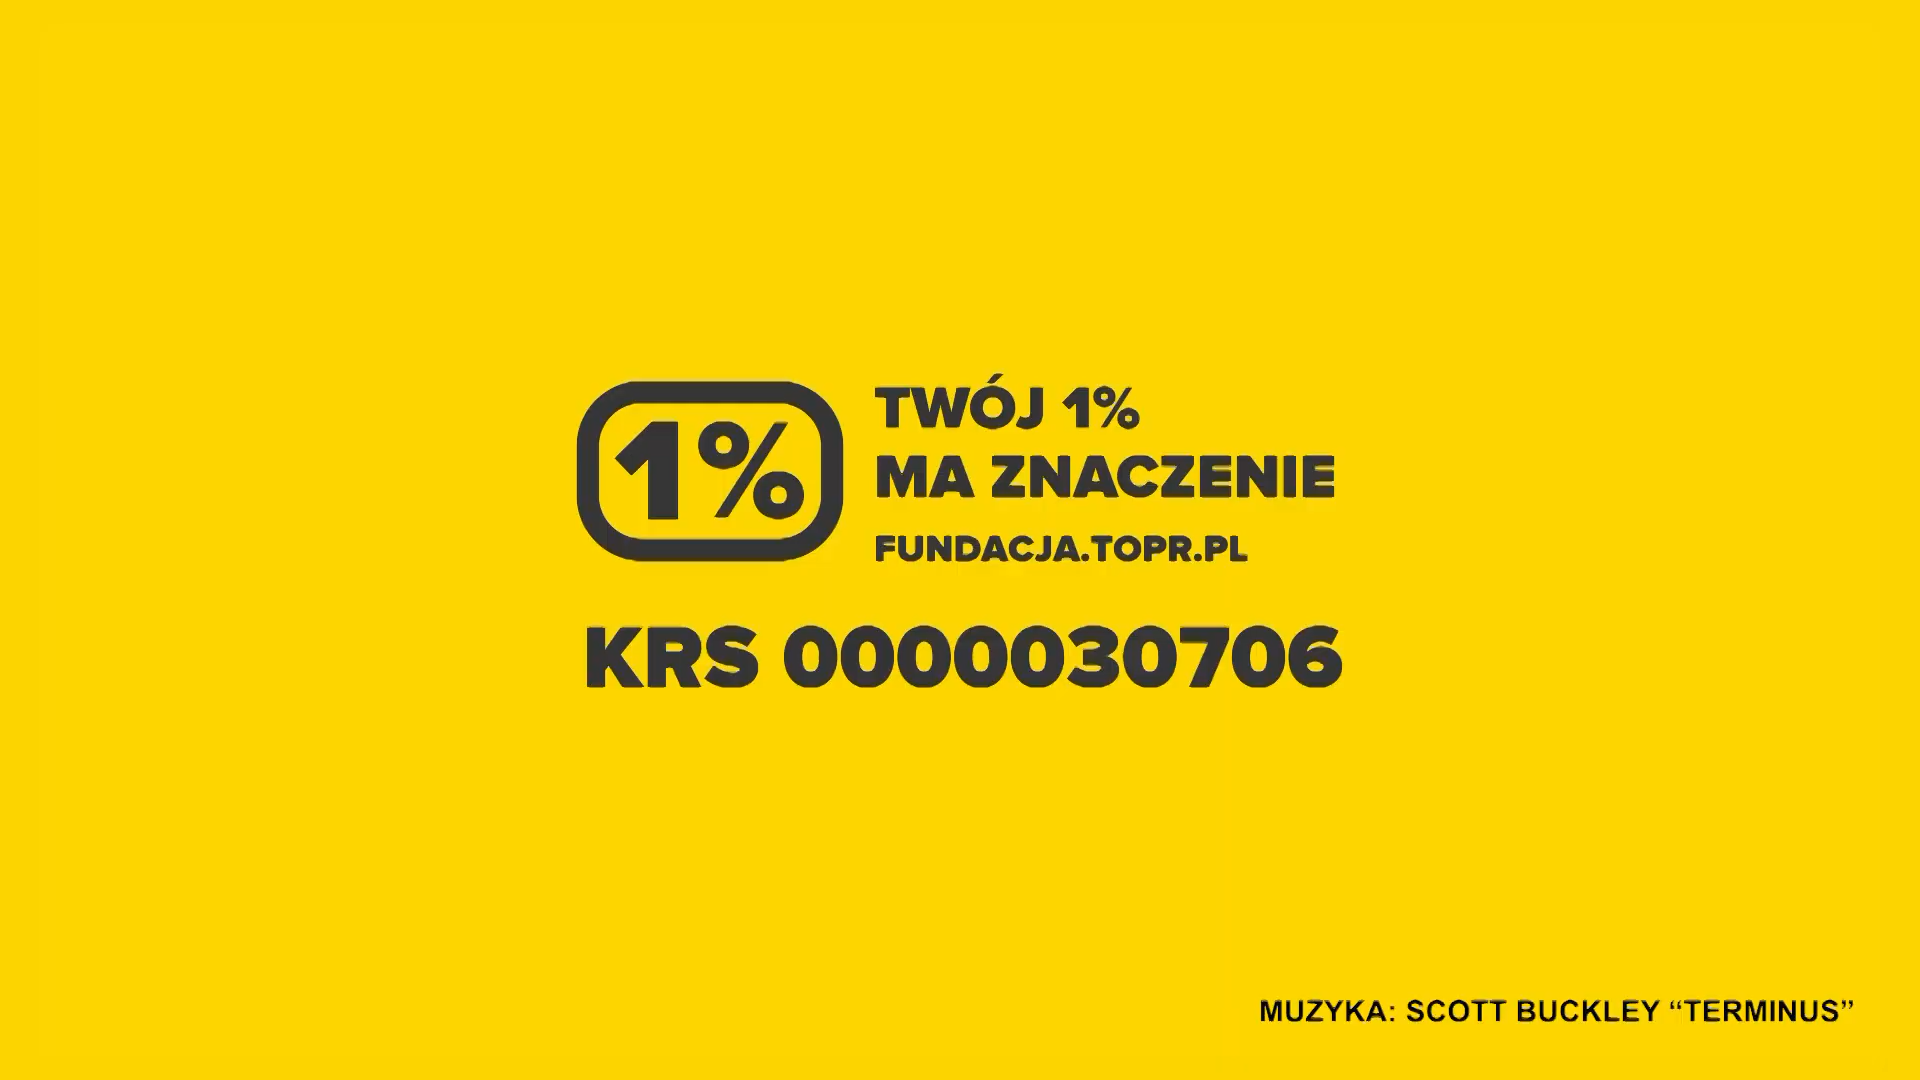 1%
TWÓJ 1%
MA ZNACZENIE
FUNDACJA.TOPR.PL
KRS 0000030706
MUZYKA: SCOTT BUCKLEY “TERMINUS”